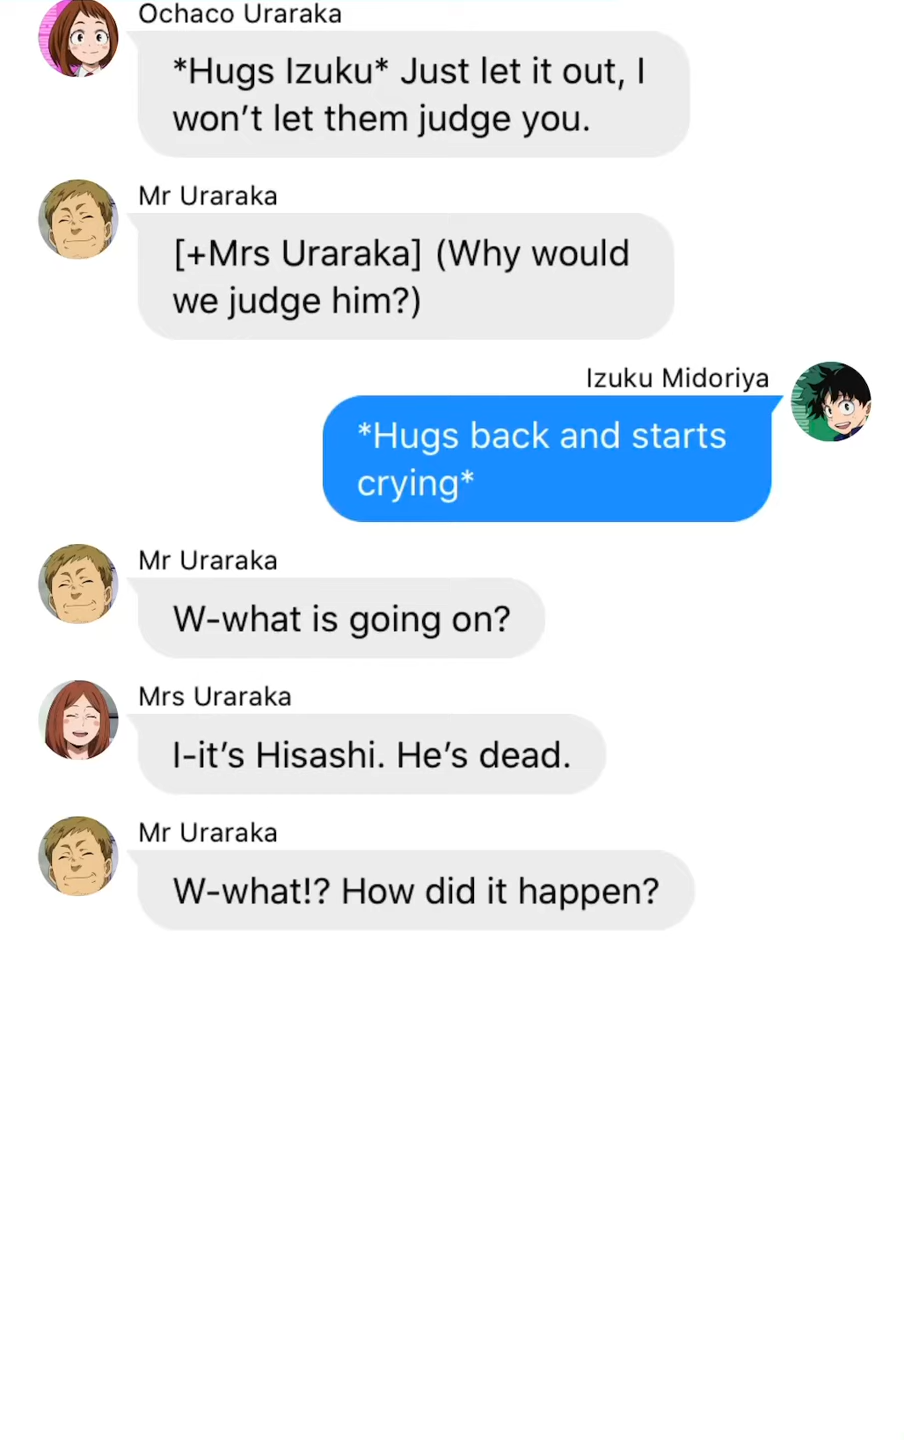 Ochaco Uraraka
*Hugs Izuku* Just let it out, I
won’t let them judge you.
Mr Uraraka
[+Mrs Uraraka] (Why would
we judge him?)
Izuku Midoriya
*Hugs back and starts
crying*
Mr Uraraka
W-what is going on?
Mrs Uraraka
I-it’s Hisashi. He’s dead.
Mr Uraraka
W-what!? How did it happen?